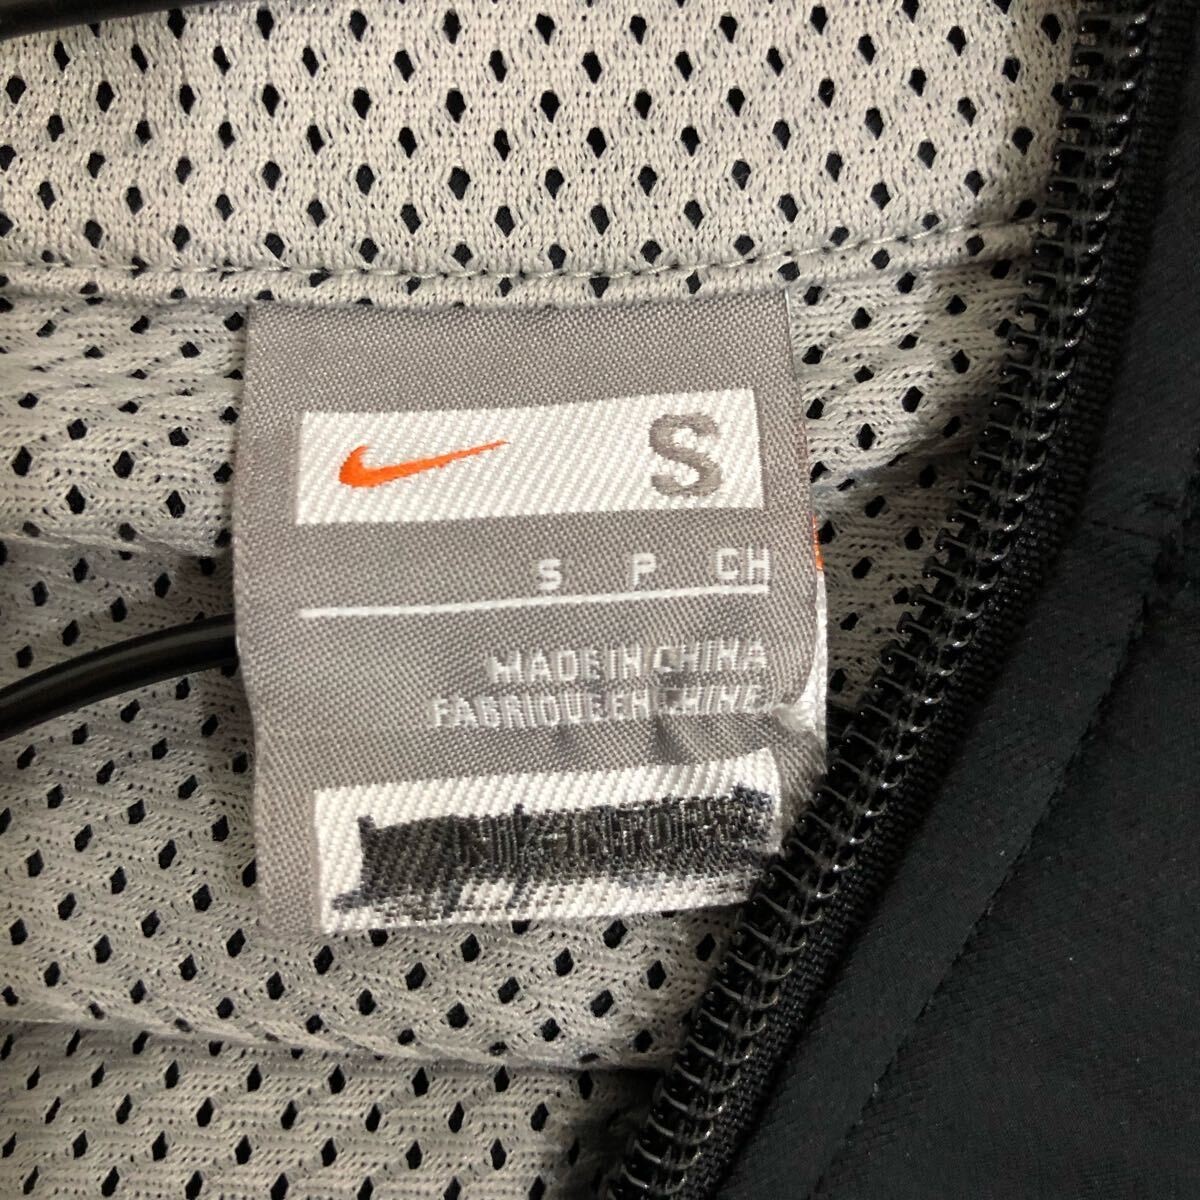 S
S P CH
MADE IN CHINA
FABRIQUE EN CHINE